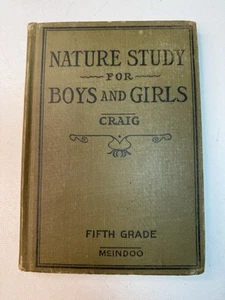 NATURE STUDY
FOR
BOYS AND GIRLS
CRAIG
FIFTH GRADE
MEINDOO